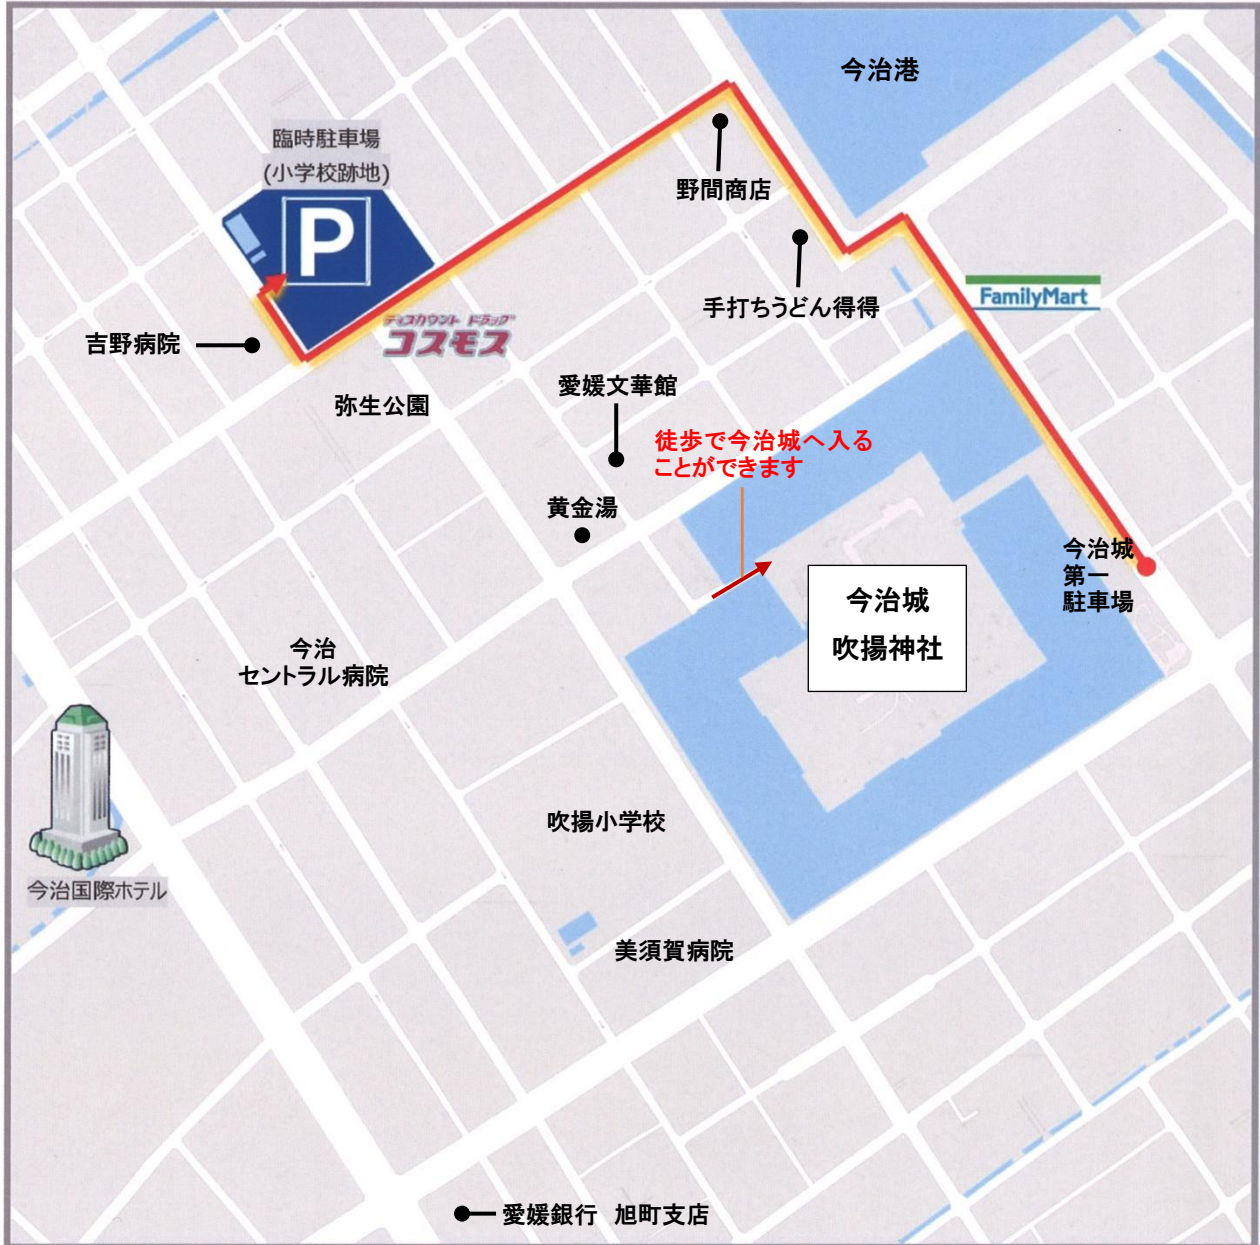 今治港
臨時駐車場
(小学校跡地)
P
野間商店
手打ちうどん得得
FamilyMart
ディスカウント ドラッグ
コスモス
吉野病院
弥生公園
愛媛文華館
徒歩で今治城へ入る
ことができます
黄金湯
今治城
第一
駐車場
今治城
吹揚神社
今治
セントラル病院
吹揚小学校
今治国際ホテル
美須賀病院
愛媛銀行 旭町支店